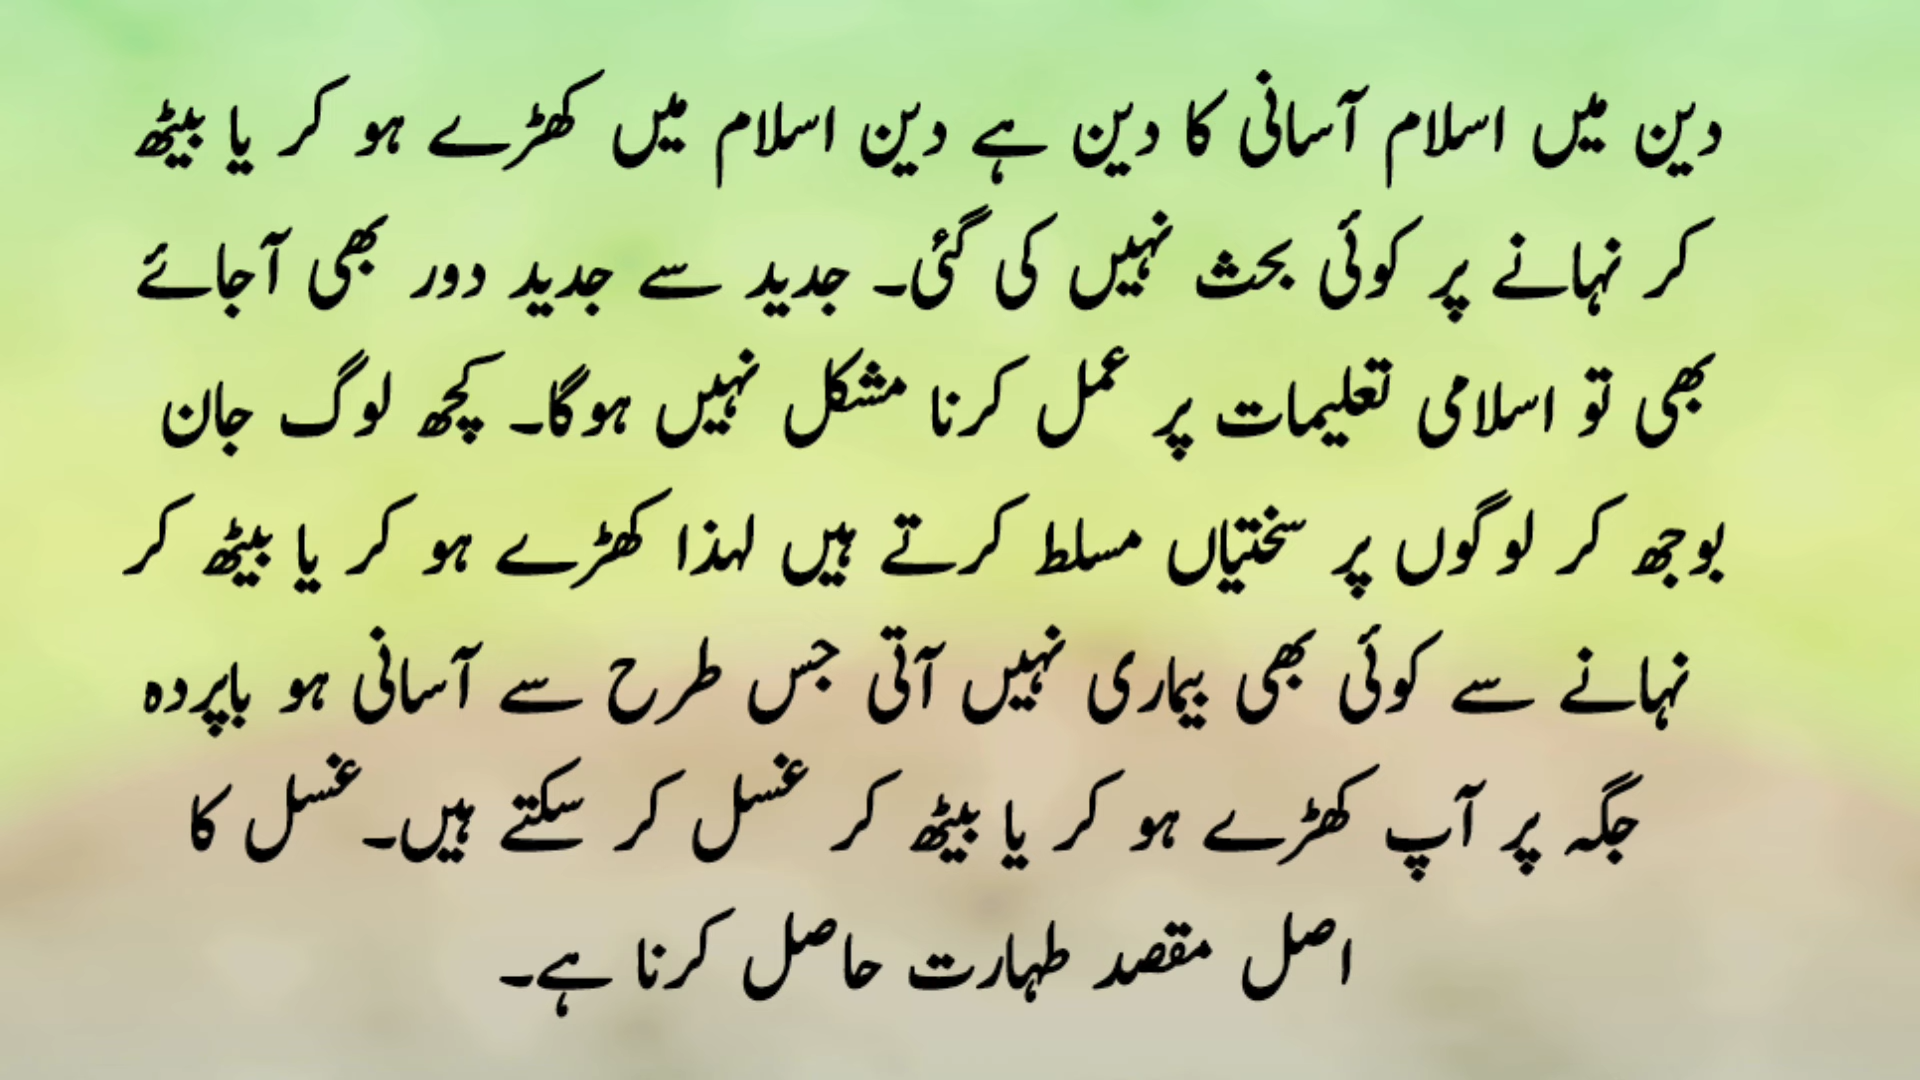 دین میں اسلام آسانی کا دین ہے دین اسلام میں کھڑے ہو کر یا بیٹھ
کر نہانے پر کوئی بحث نہیں کی گئی۔ جدید سے جدید دور بھی آجائے
بھی تو اسلامی تعلیمات پر عمل کرنا مشکل نہیں ہوگا۔ کچھ لوگ جان
بوجھ کر لوگوں پر سختیاں مسلط کرتے ہیں لہذا کھڑے ہو کر یا بیٹھ کر
نہانے سے کوئی بھی بیماری نہیں آتی جس طرح سے آسانی ہو باپردہ
جگہ پر آپ کھڑے ہو کر یا بیٹھ کر غسل کر سکتے ہیں۔ غسل کا
اصل مقصد طہارت حاصل کرنا ہے۔